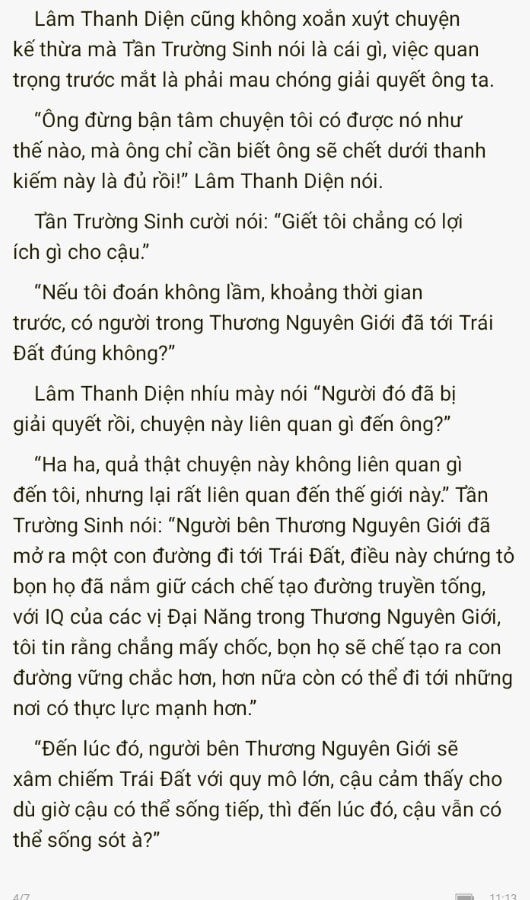 Lâm Thanh Diện cũng không xoắn xuýt chuyện
kế thừa mà Tần Trường Sinh nói là cái gì, việc quan
trọng trước mắt là phải mau chóng giải quyết ông ta.
“Ông đừng bận tâm chuyện tôi có được nó như
thế nào, mà ông chỉ cần biết ông sẽ chết dưới thanh
kiếm này là đủ rồi!” Lâm Thanh Diện nói.
Tần Trường Sinh cười nói: “Giết tôi chẳng có lợi
ích gì cho cậu.”
“Nếu tôi đoán không lầm, khoảng thời gian
trước, có người trong Thương Nguyên Giới đã tới Trái
Đất đúng không?”
Lâm Thanh Diện nhíu mày nói “Người đó đã bị
giải quyết rồi, chuyện này liên quan gì đến ông?”
“Ha ha, quả thật chuyện này không liên quan gì
đến tôi, nhưng lại rất liên quan đến thế giới này.” Tần
Trường Sinh nói: “Người bên Thương Nguyên Giới đã
mở ra một con đường đi tới Trái Đất, điều này chứng tỏ
bọn họ đã nắm giữ cách chế tạo đường truyền tống,
với IQ của các vị Đại Năng trong Thương Nguyên Giới,
tôi tin rằng chẳng mấy chốc, bọn họ sẽ chế tạo ra con
đường vững chắc hơn, hơn nữa còn có thể đi tới những
nơi có thực lực mạnh hơn.”
“Đến lúc đó, người bên Thương Nguyên Giới sẽ
xâm chiếm Trái Đất với quy mô lớn, cậu cảm thấy cho
dù giờ cậu có thể sống tiếp, thì đến lúc đó, cậu vẫn có
thể sống sót à?”
4/7
11:13